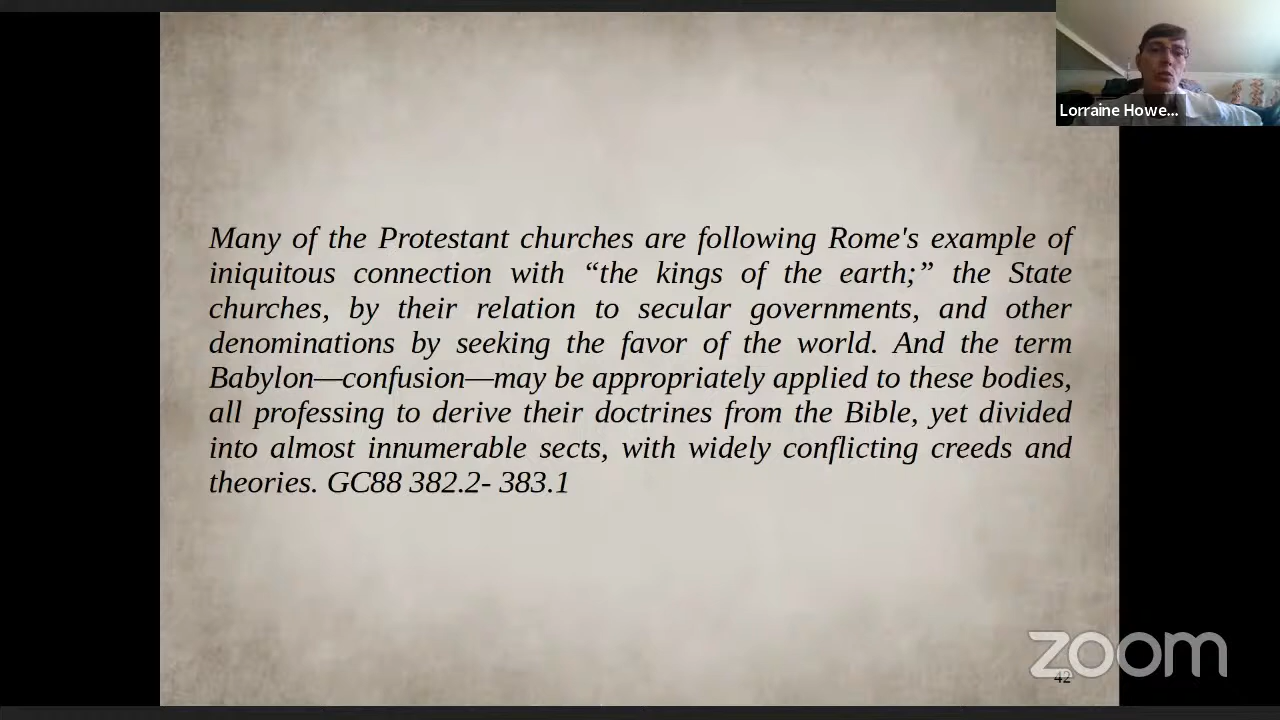 Lorraine Howe...
Many of the Protestant churches are following Rome's example of
iniquitous connection with “the kings of the earth;” the State
churches, by their relation to secular governments, and other
denominations by seeking the favor of the world. And the term
Babylon—confusion—may be appropriately applied to these bodies,
all professing to derive their doctrines from the Bible, yet divided
into almost innumerable sects, with widely conflicting creeds and
theories. GC88 382.2- 383.1
zoom
42